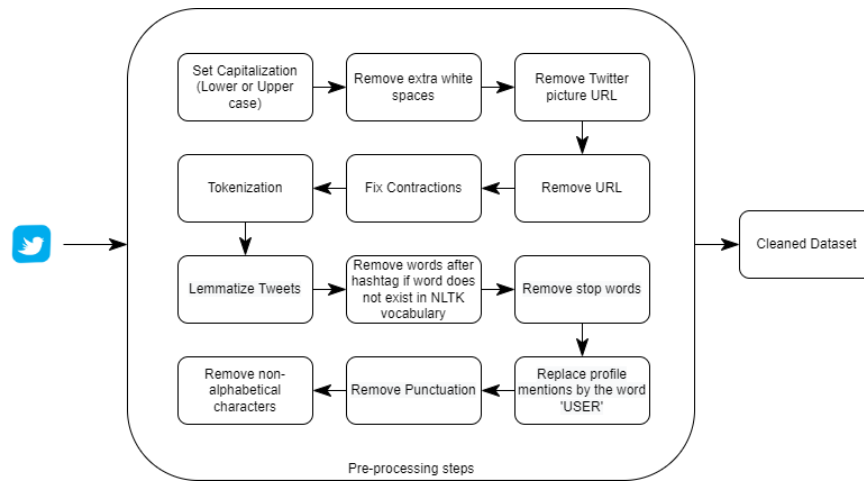 Set Capitalization
(Lower or Upper
case)
Remove extra white
spaces
Remove Twitter
picture URL
Tokenization
Fix Contractions
Remove URL
Cleaned Dataset
Lemmatize Tweets
Remove words after
hashtag if word does
not exist in NLTK
vocabulary
Remove stop words
Remove non-
alphabetical
characters
Remove Punctuation
Replace profile
mentions by the word
'USER'
Pre-processing steps